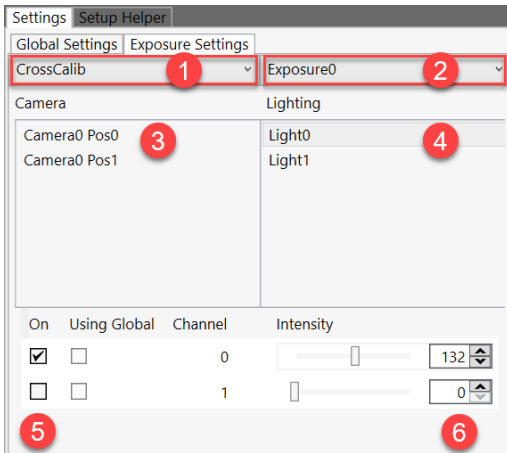 Settings Setup Helper
Global Settings Exposure Settings
CrossCalib 1 Exposure0 2
Camera Lighting
Camera0 Pos0 3 Light0 4
Camera0 Pos1 Light1
On Using Global Channel Intensity
0 132
1 0
5 6